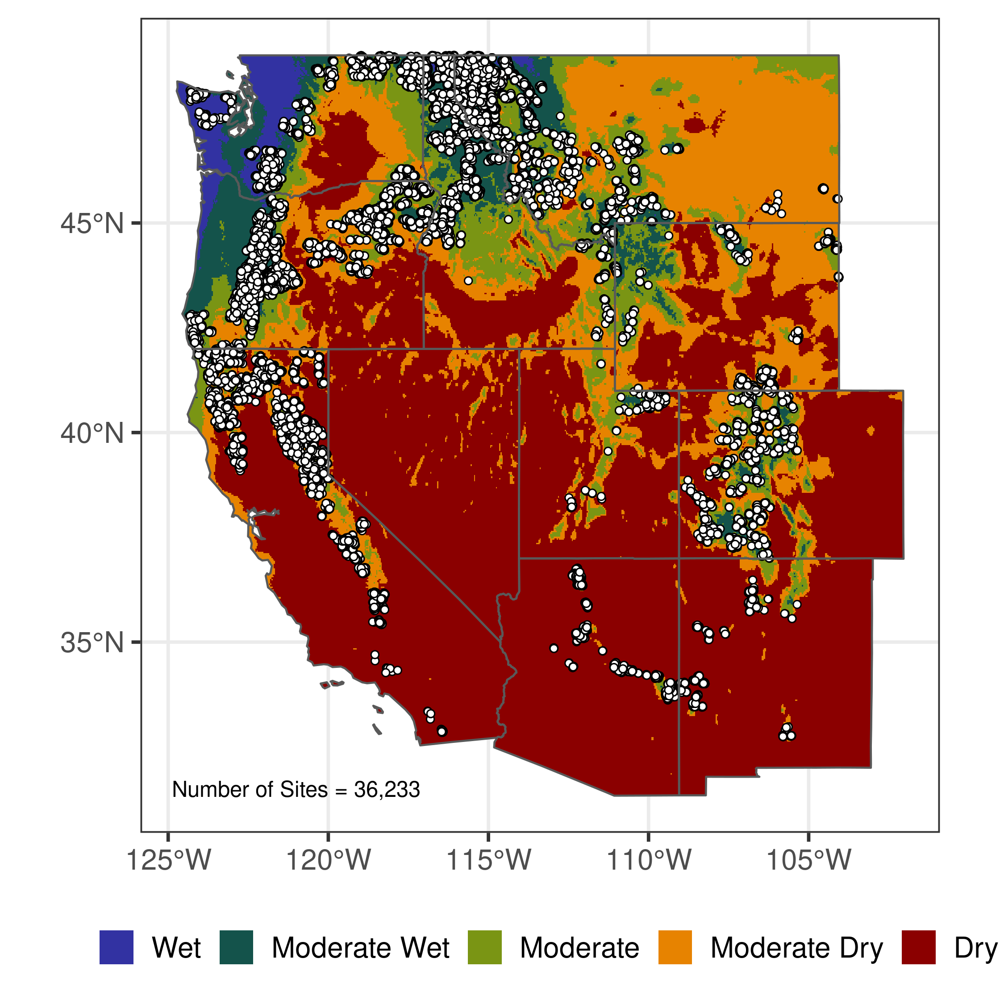 45°N
40°N
35°N
Number of Sites = 36,233
125°W 120°W 115°W 110°W 105°W
Wet Moderate Wet Moderate Moderate Dry Dry